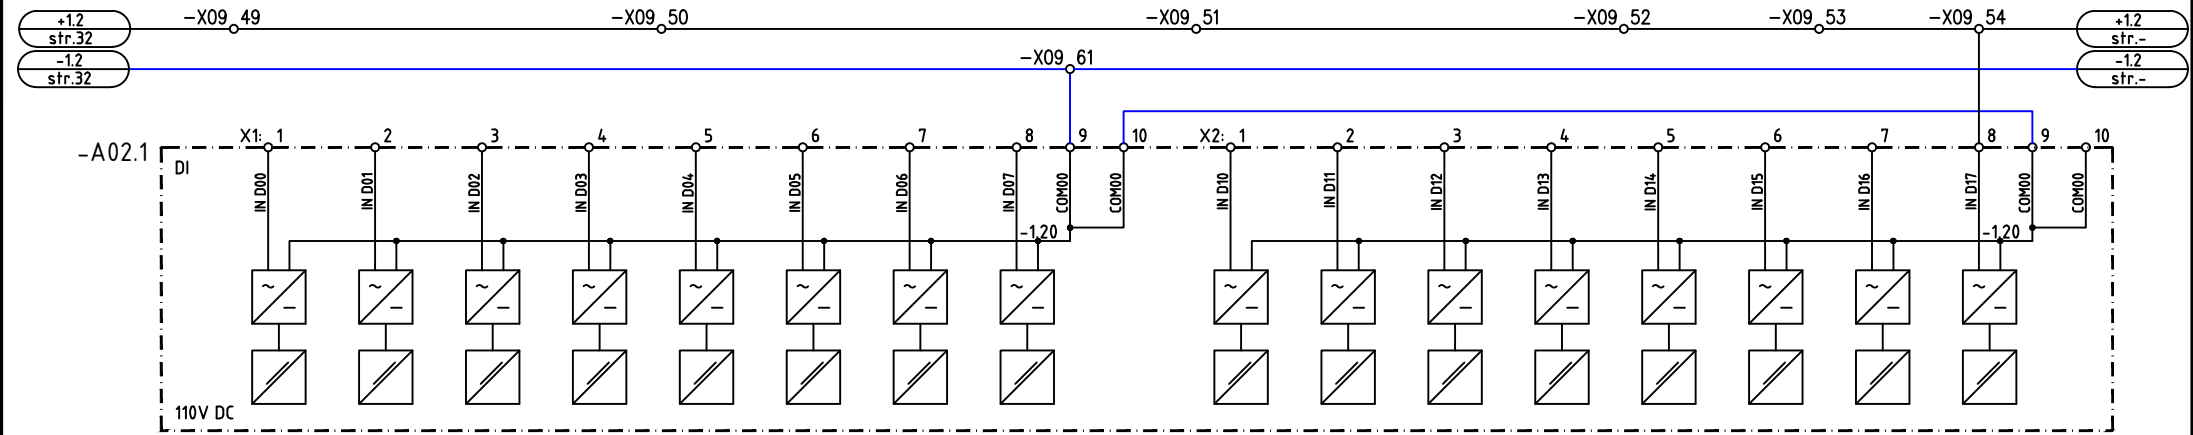 +1.2
str.32
-X09 49
-X09 50
-X09 51
-X09 52
-X09 53
-X09 54
+1.2
str.-
-1.2
str.32
-X09 61
-1.2
str.-
-A02.1
X1: 1 2 3 4 5 6 7 8 9 10
X2: 1 2 3 4 5 6 7 8 9 10
DI
IN D00
IN D01
IN D02
IN D03
IN D04
IN D05
IN D06
IN D07
COM00
COM00
IN D10
IN D11
IN D12
IN D13
IN D14
IN D15
IN D16
IN D17
COM00
COM00
-1,20
-1,20
110V DC